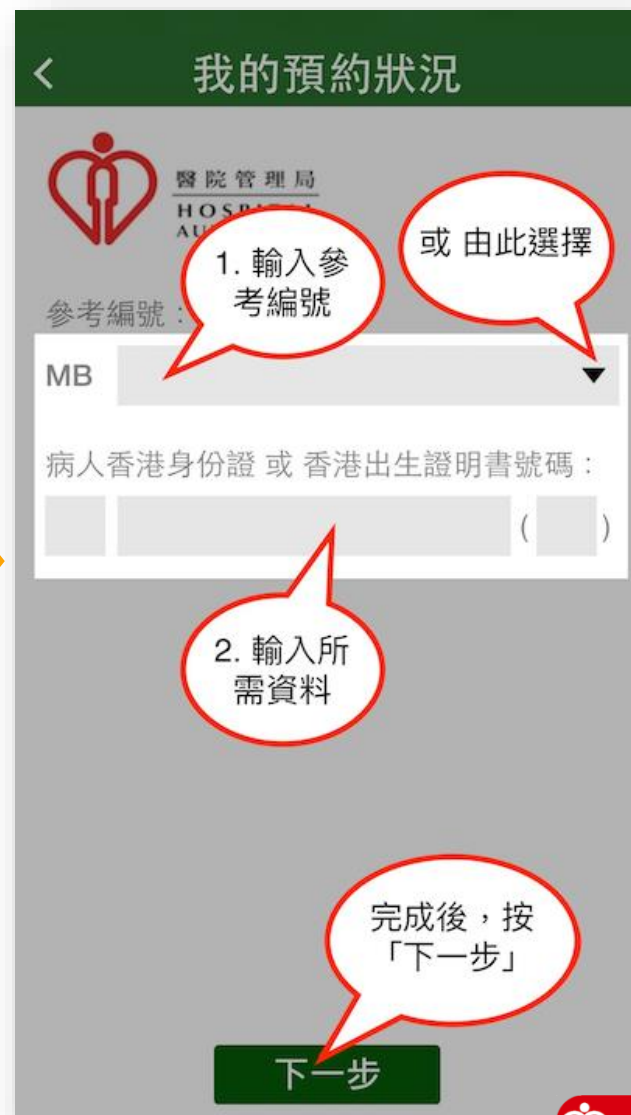 我的預約狀況
醫院管理局
1. 輸入參
考編號
或 由此選擇
參考編號：
MB
病人香港身份證 或 香港出生證明書號碼：
( )
2. 輸入所
需資料
完成後，按
「下一步」
下一步